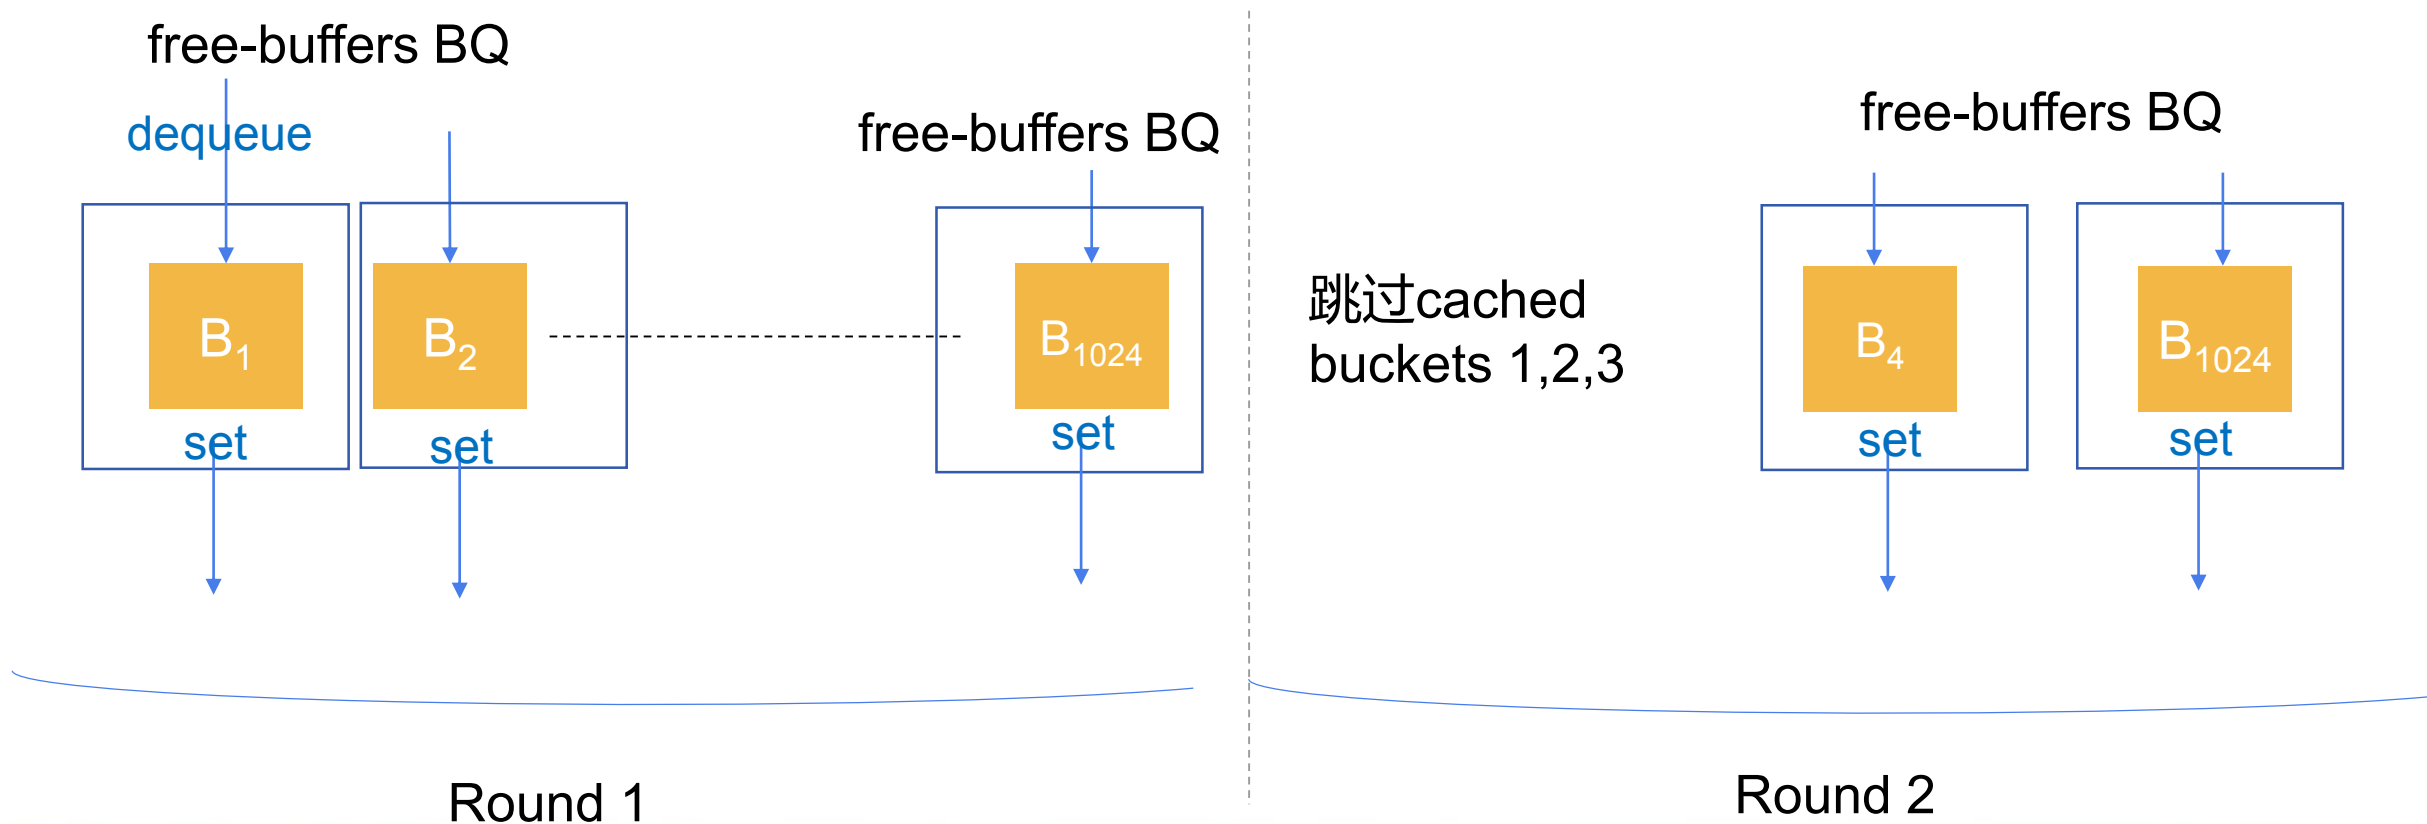 free-buffers BQ
dequeue
B1
set
B2
set
free-buffers BQ
B1024
set
Round 1
跳过cached
buckets 1,2,3
free-buffers BQ
B4
set
B1024
set
Round 2